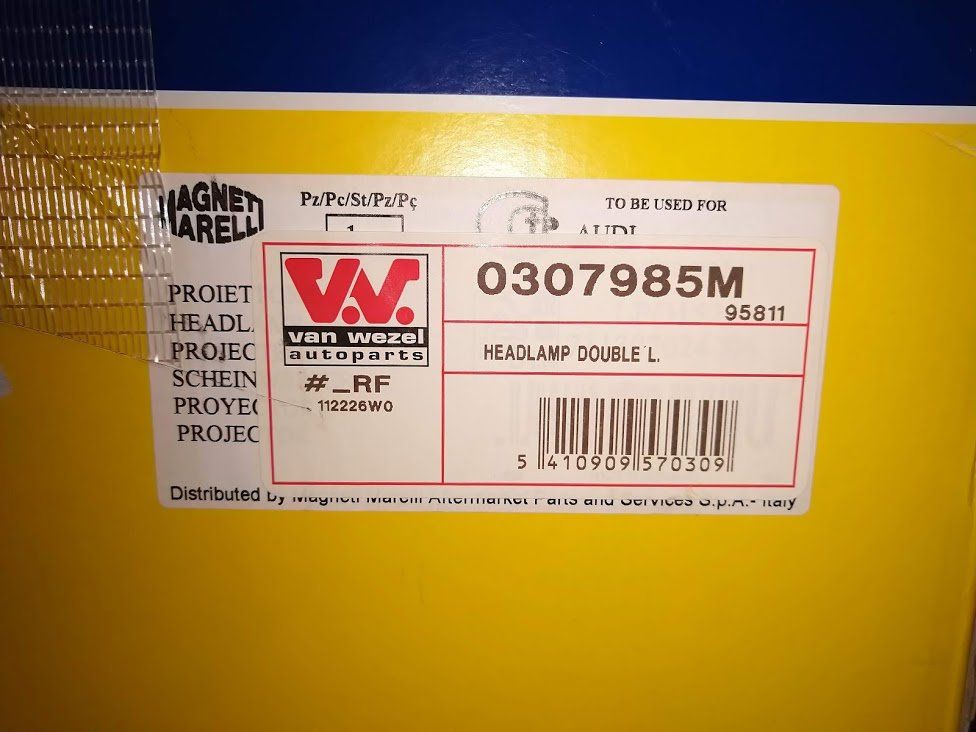 MAGNETI
MARELLI
Pz/Pc/St/Pz/Pç
1
TO BE USED FOR
AUDI
PROIET
HEADL
PROJEC
SCHEIN
PROYEC
PROJEC
V.W.
van wezel
autoparts
#_RF
112226W0
0307985M
95811
HEADLAMP DOUBLE L.
5 410909 570309
Distributed by Magneti Marelli Aftermarket Parts and Services S.p.A.- Italy